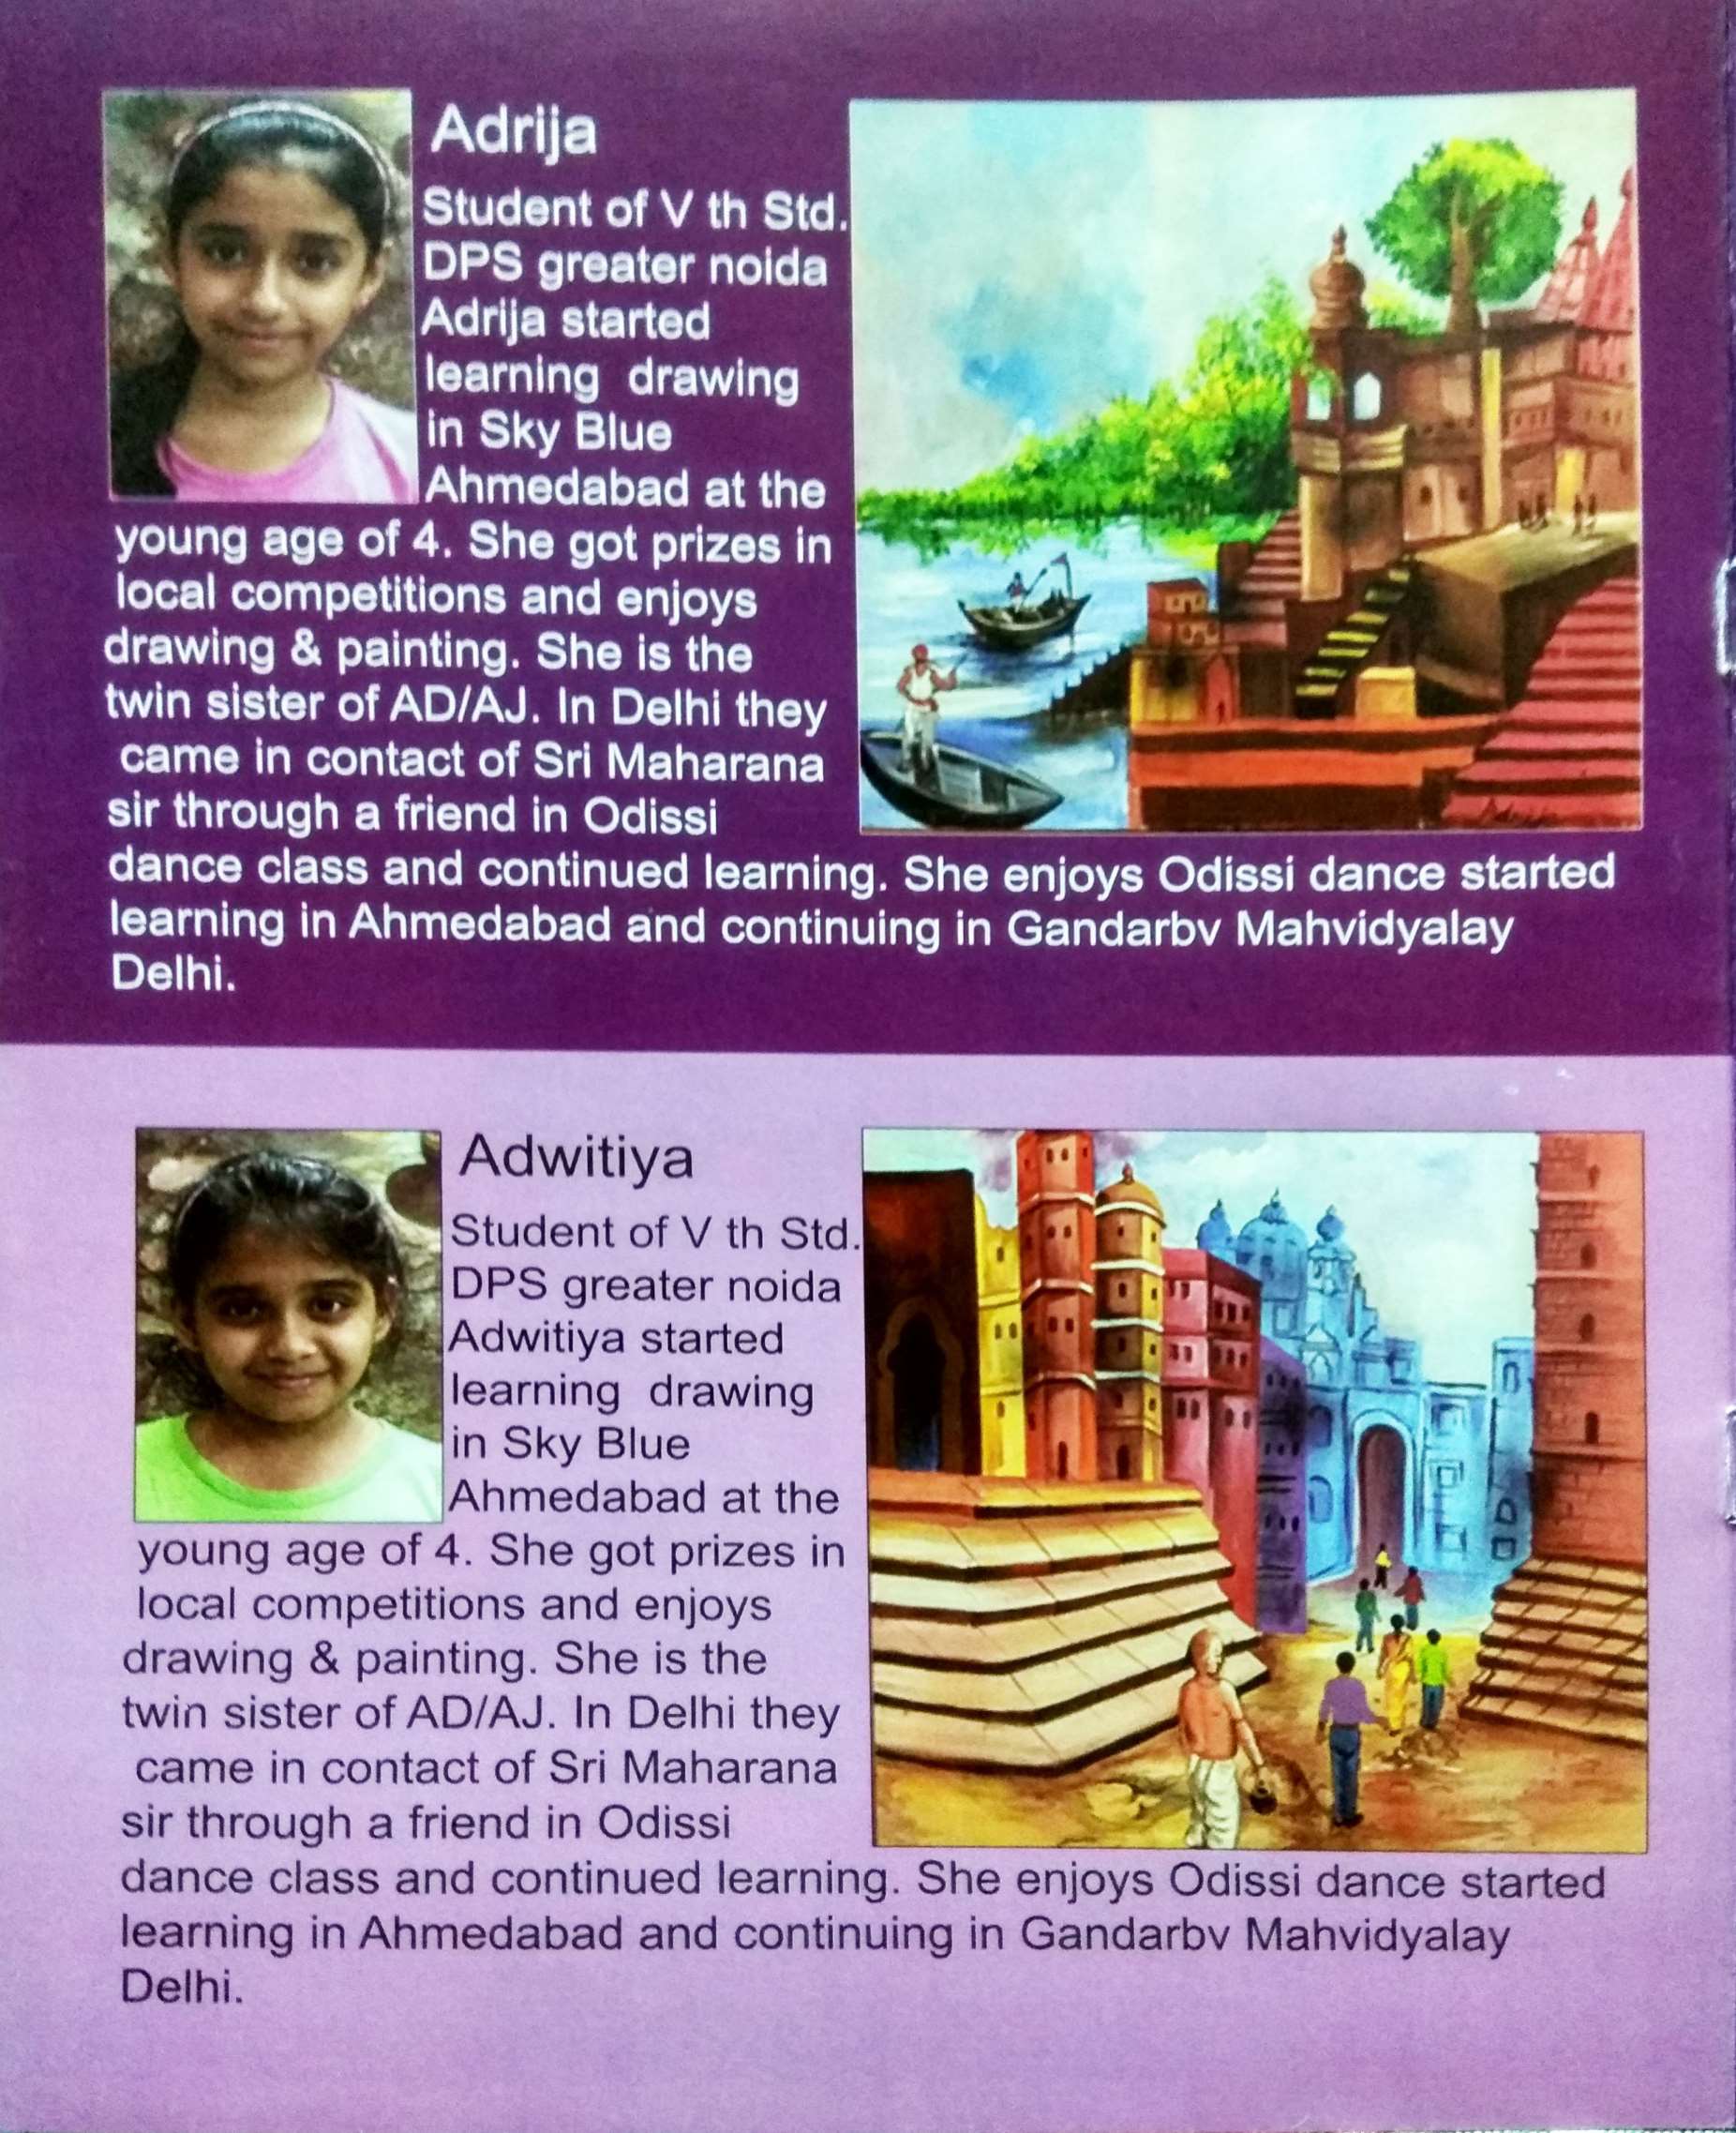 Adrija
Student of V th Std.
DPS greater noida
Adrija started
learning drawing
in Sky Blue
Ahmedabad at the
young age of 4. She got prizes in
local competitions and enjoys
drawing & painting. She is the
twin sister of AD/AJ. In Delhi they
came in contact of Sri Maharana
sir through a friend in Odissi
dance class and continued learning. She enjoys Odissi dance started
learning in Ahmedabad and continuing in Gandarbv Mahvidyalay
Delhi.
Adwitiya
Student of V th Std.
DPS greater noida
Adwitiya started
learning drawing
in Sky Blue
Ahmedabad at the
young age of 4. She got prizes in
local competitions and enjoys
drawing & painting. She is the
twin sister of AD/AJ. In Delhi they
came in contact of Sri Maharana
sir through a friend in Odissi
dance class and continued learning. She enjoys Odissi dance started
learning in Ahmedabad and continuing in Gandarbv Mahvidyalay
Delhi.